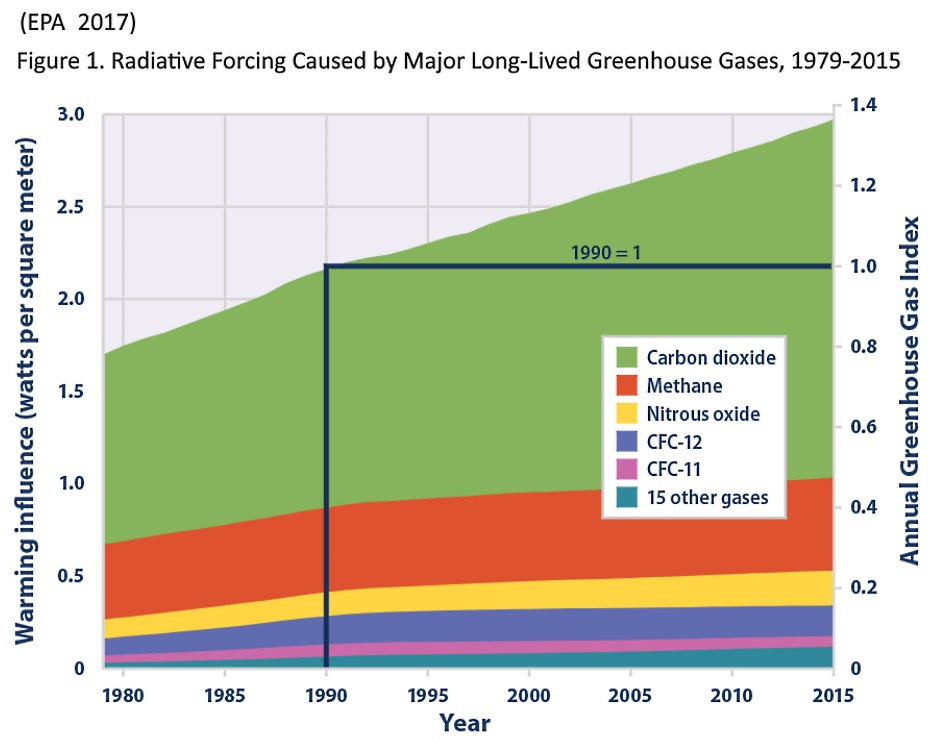 (EPA 2017)
Figure 1. Radiative Forcing Caused by Major Long-Lived Greenhouse Gases, 1979-2015
Warming influence (watts per square meter)
3.0
2.5
2.0
1.5
1.0
0.5
0
1990 = 1
Carbon dioxide
Methane
Nitrous oxide
CFC-12
CFC-11
15 other gases
1.4
1.2
1.0
0.8
0.6
0.4
0.2
0
Annual Greenhouse Gas Index
1980 1985 1990 1995 2000 2005 2010 2015
Year